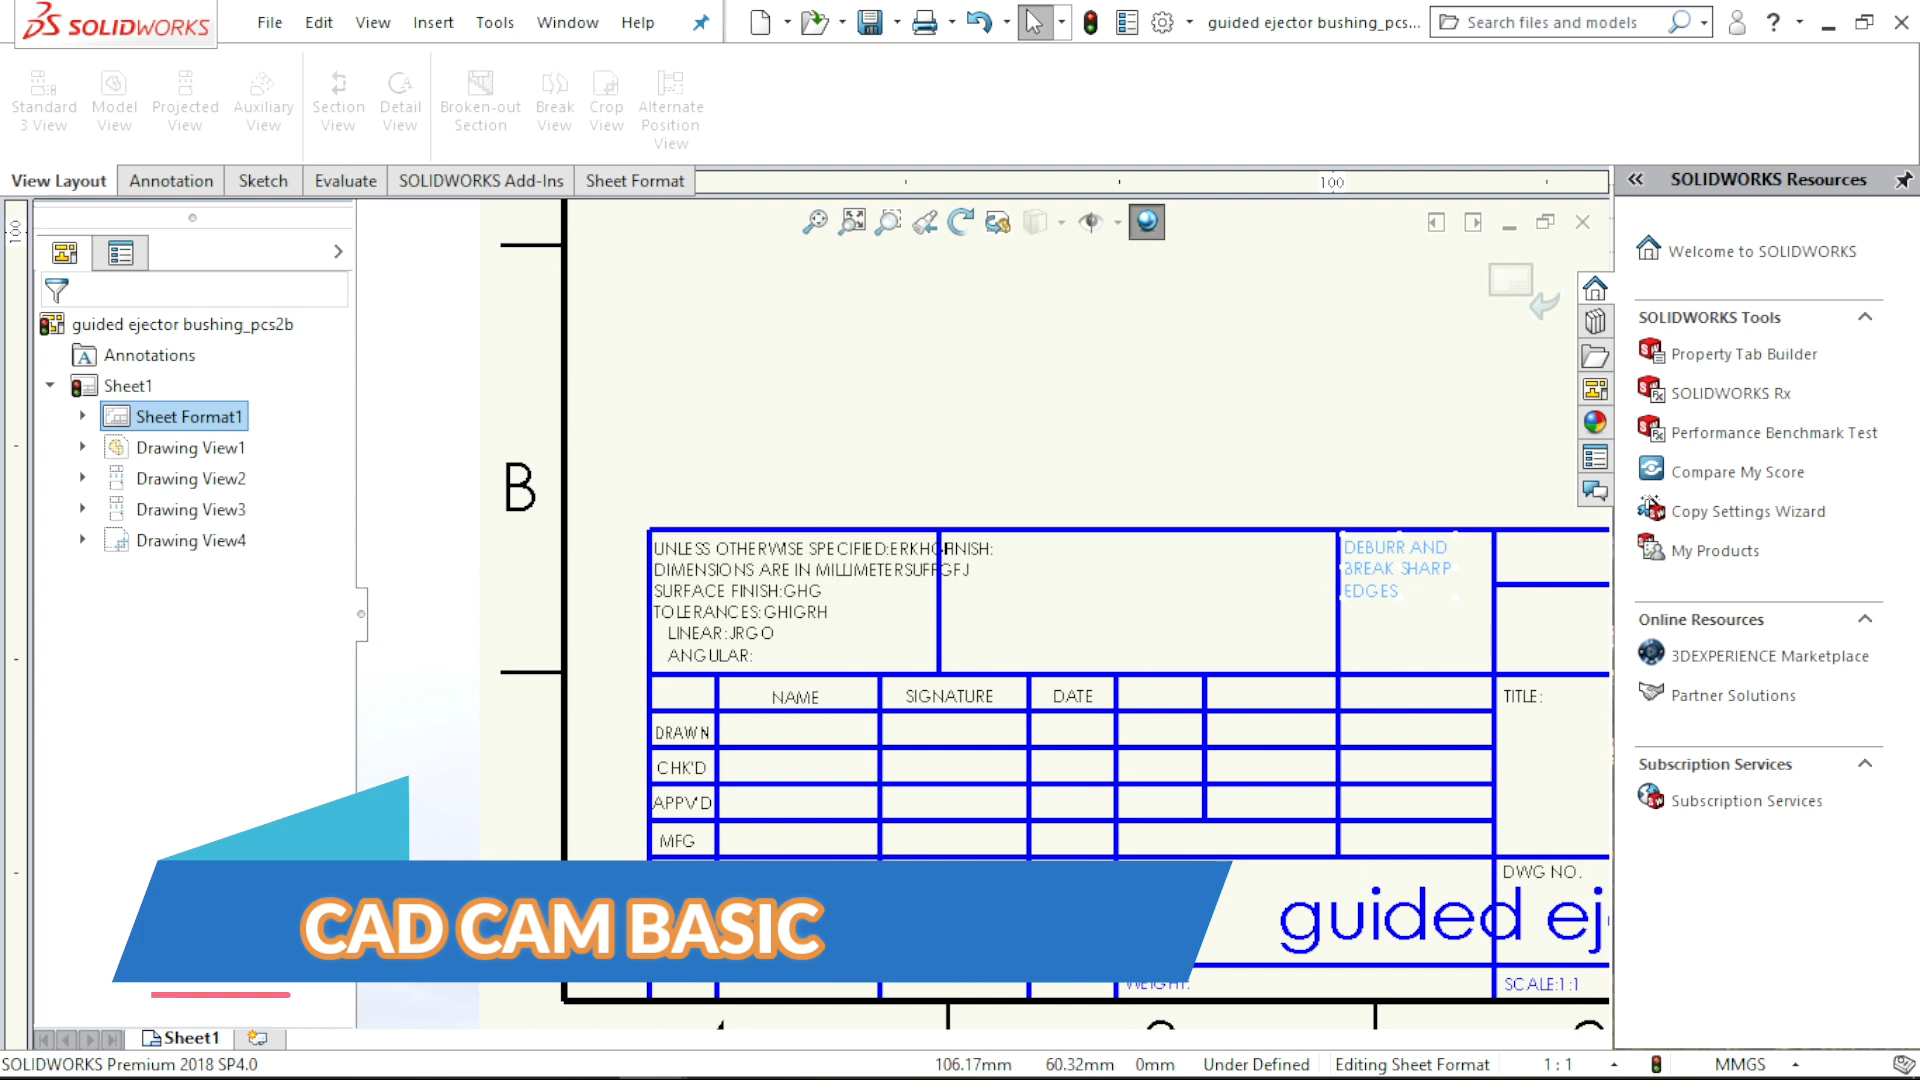 SOLIDWORKS
File Edit View Insert Tools Window Help
guided ejector bushing_pcs...
Search files and models
?
Standard 3 View
Model View
Projected View
Auxiliary View
Section View
Detail View
Broken-out Section
Break View
Crop View
Alternate Position View
View Layout
Annotation
Sketch
Evaluate
SOLIDWORKS Add-Ins
Sheet Format
100
100
guided ejector bushing_pcs2b
Annotations
Sheet1
Sheet Format1
Drawing View1
Drawing View2
Drawing View3
Drawing View4
B
UNLESS OTHERWISE SPECIFIED:ERKHG
FINISH:
DIMENSIONS ARE IN MILLIMETERSUFFGFJ
SURFACE FINISH:GHG
TOLERANCES:GHIGRH
LINEAR:JRGO
ANGULAR:
DEBURR AND
BREAK SHARP
EDGES
NAME
SIGNATURE
DATE
TITLE:
DRAWN
CHK'D
APPV'D
MFG
DWG NO.
guided ej
WEIGHT:
SCALE:1:1
CAD CAM BASIC
SOLIDWORKS Resources
Welcome to SOLIDWORKS
SOLIDWORKS Tools
Property Tab Builder
SOLIDWORKS Rx
Performance Benchmark Test
Compare My Score
Copy Settings Wizard
My Products
Online Resources
3DEXPERIENCE Marketplace
Partner Solutions
Subscription Services
Subscription Services
Sheet1
SOLIDWORKS Premium 2018 SP4.0
106.17mm
60.32mm
0mm
Under Defined
Editing Sheet Format
1 : 1
MMGS